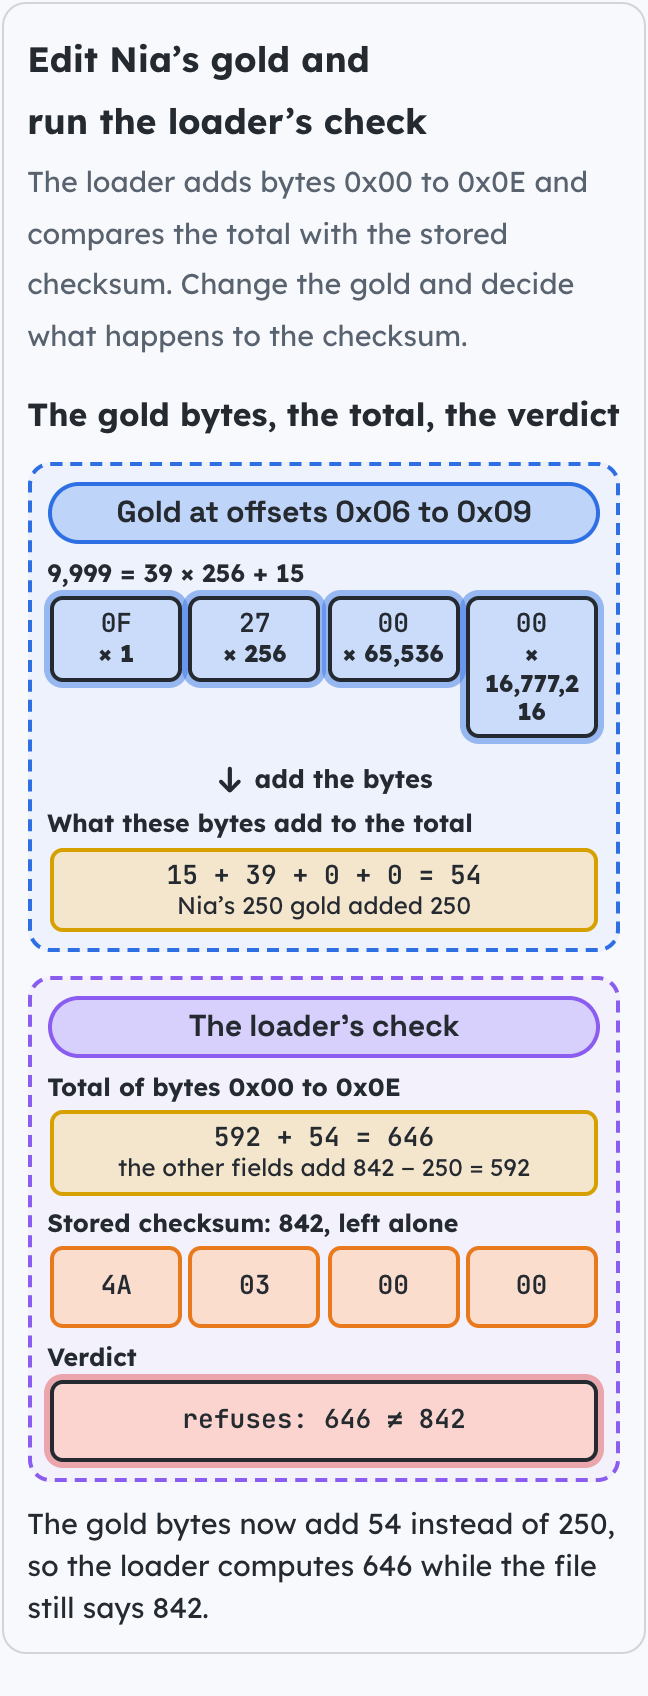 Edit Nia’s gold and
run the loader’s check
The loader adds bytes 0x00 to 0x0E and
compares the total with the stored
checksum. Change the gold and decide
what happens to the checksum.
The gold bytes, the total, the verdict
Gold at offsets 0x06 to 0x09
9,999 = 39 × 256 + 15
0F
× 1
27
× 256
00
× 65,536
00
×
16,777,2
16
↓ add the bytes
What these bytes add to the total
15 + 39 + 0 + 0 = 54
Nia’s 250 gold added 250
The loader’s check
Total of bytes 0x00 to 0x0E
592 + 54 = 646
the other fields add 842 − 250 = 592
Stored checksum: 842, left alone
4A
03
00
00
Verdict
refuses: 646 ≠ 842
The gold bytes now add 54 instead of 250,
so the loader computes 646 while the file
still says 842.